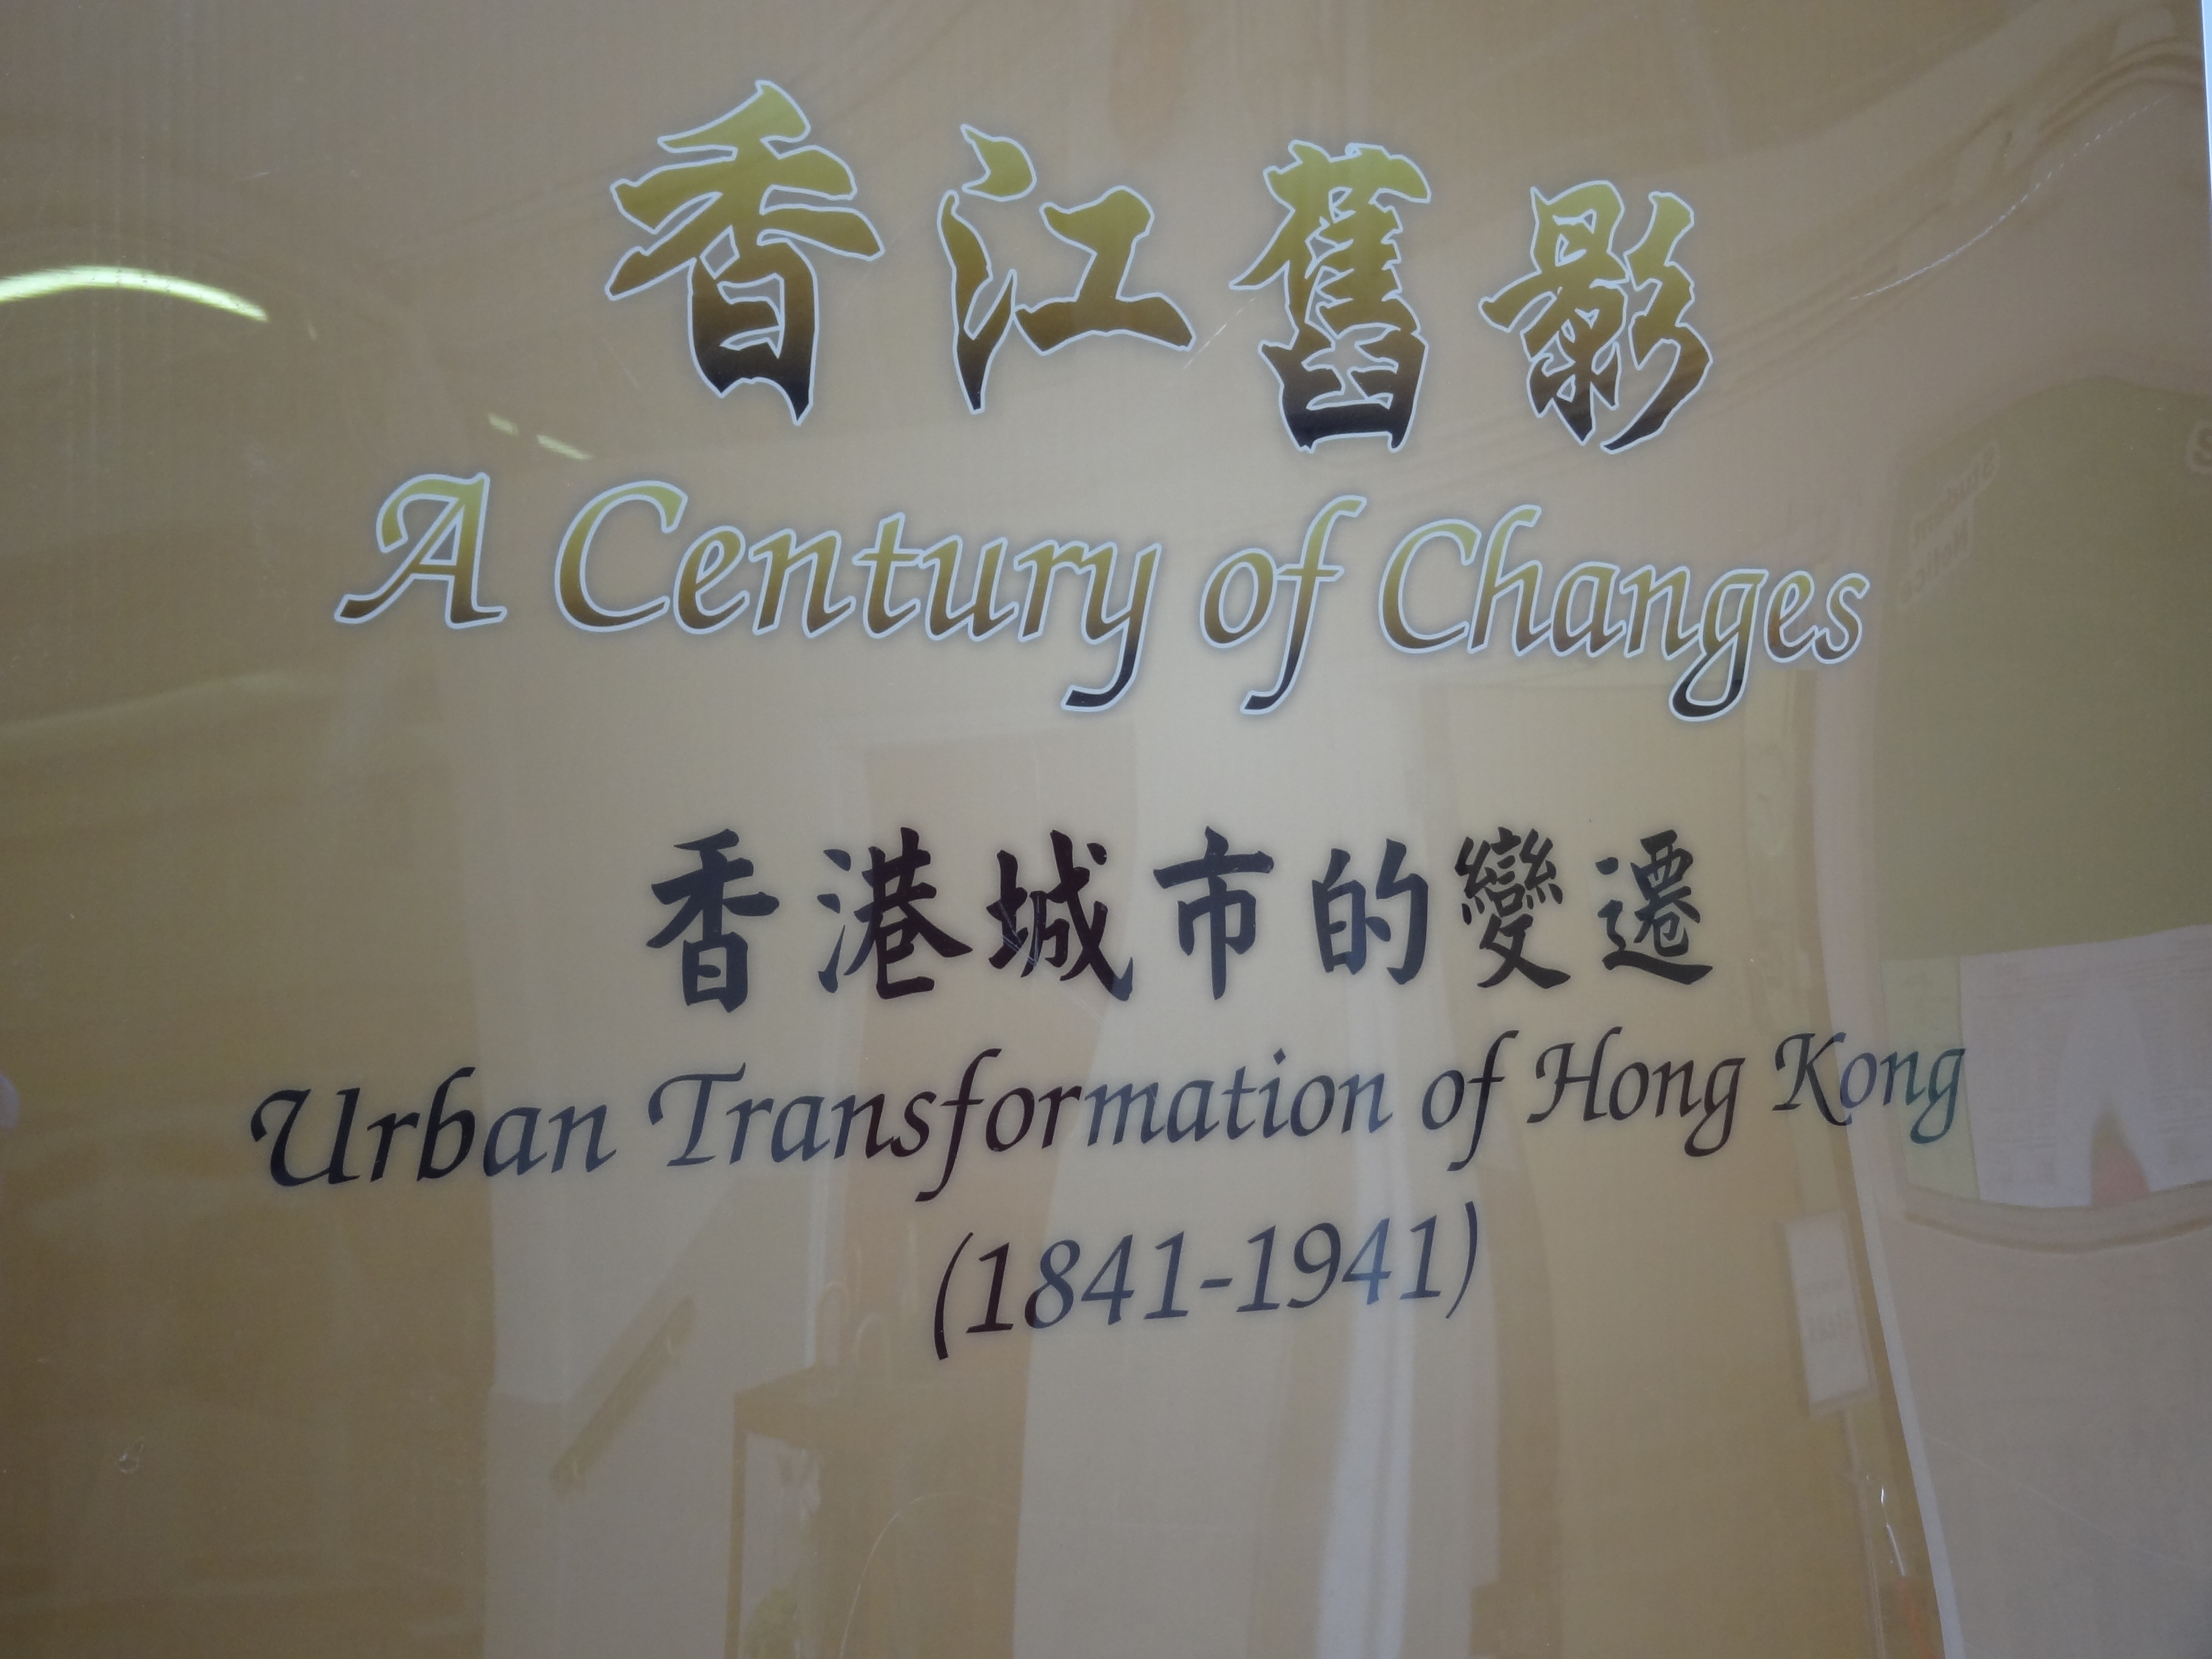 香江舊影
A Century of Changes
香港城市的變遷
Urban Transformation of Hong Kong
(1841-1941)